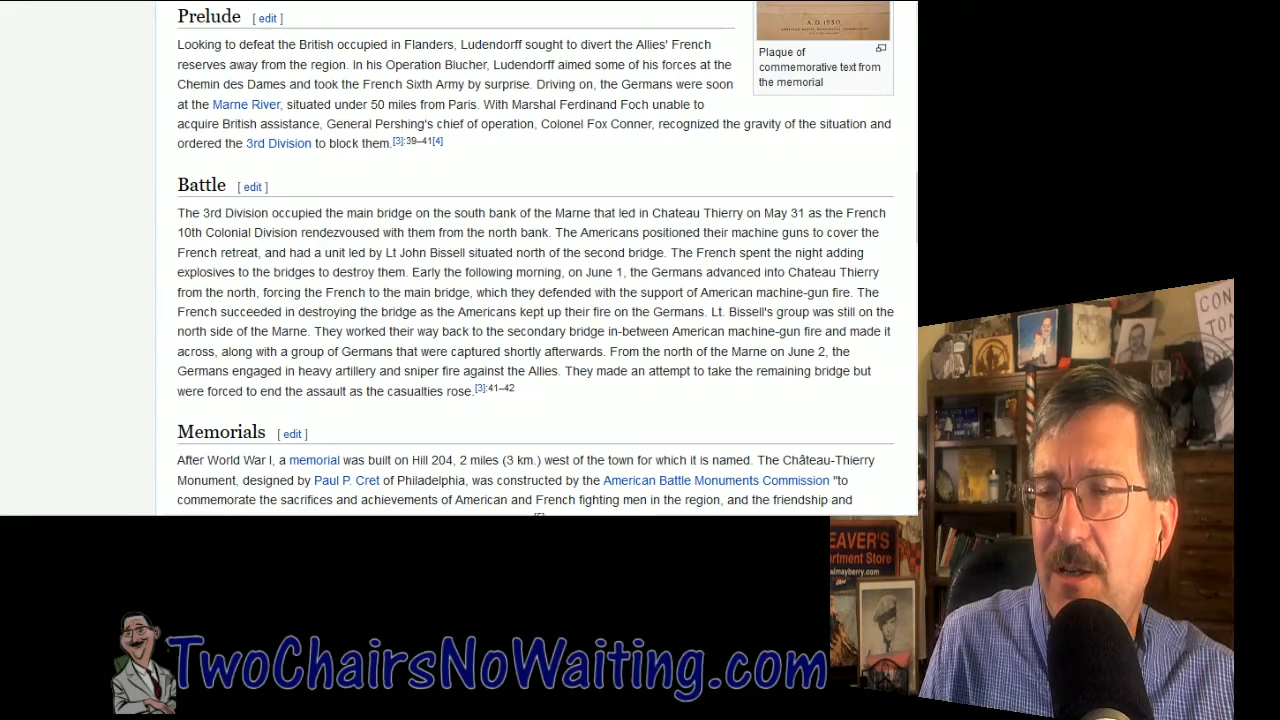 Prelude [ edit ]
A.D. 1930
Plaque of
commemorative text from
the memorial
Looking to defeat the British occupied in Flanders, Ludendorff sought to divert the Allies' French
reserves away from the region. In his Operation Blucher, Ludendorff aimed some of his forces at the
Chemin des Dames and took the French Sixth Army by surprise. Driving on, the Germans were soon
at the Marne River, situated under 50 miles from Paris. With Marshal Ferdinand Foch unable to
acquire British assistance, General Pershing's chief of operation, Colonel Fox Conner, recognized the gravity of the situation and
ordered the 3rd Division to block them.[3]:39–41[4]
Battle [ edit ]
The 3rd Division occupied the main bridge on the south bank of the Marne that led in Chateau Thierry on May 31 as the French
10th Colonial Division rendezvoused with them from the north bank. The Americans positioned their machine guns to cover the
French retreat, and had a unit led by Lt John Bissell situated north of the second bridge. The French spent the night adding
explosives to the bridges to destroy them. Early the following morning, on June 1, the Germans advanced into Chateau Thierry
from the north, forcing the French to the main bridge, which they defended with the support of American machine-gun fire. The
French succeeded in destroying the bridge as the Americans kept up their fire on the Germans. Lt. Bissell's group was still on the
north side of the Marne. They worked their way back to the secondary bridge in-between American machine-gun fire and made it
across, along with a group of Germans that were captured shortly afterwards. From the north of the Marne on June 2, the
Germans engaged in heavy artillery and sniper fire against the Allies. They made an attempt to take the remaining bridge but
were forced to end the assault as the casualties rose.[3]:41–42
Memorials [ edit ]
After World War I, a memorial was built on Hill 204, 2 miles (3 km.) west of the town for which it is named. The Château-Thierry
Monument, designed by Paul P. Cret of Philadelphia, was constructed by the American Battle Monuments Commission "to
commemorate the sacrifices and achievements of American and French fighting men in the region, and the friendship and
CON
TON
EAVER'S
artment Store
TwoChairsNoWaiting.com